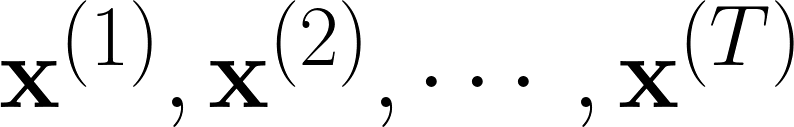 𝐱^{(1)}, 𝐱^{(2)}, ⋯ , 𝐱^{(T)}